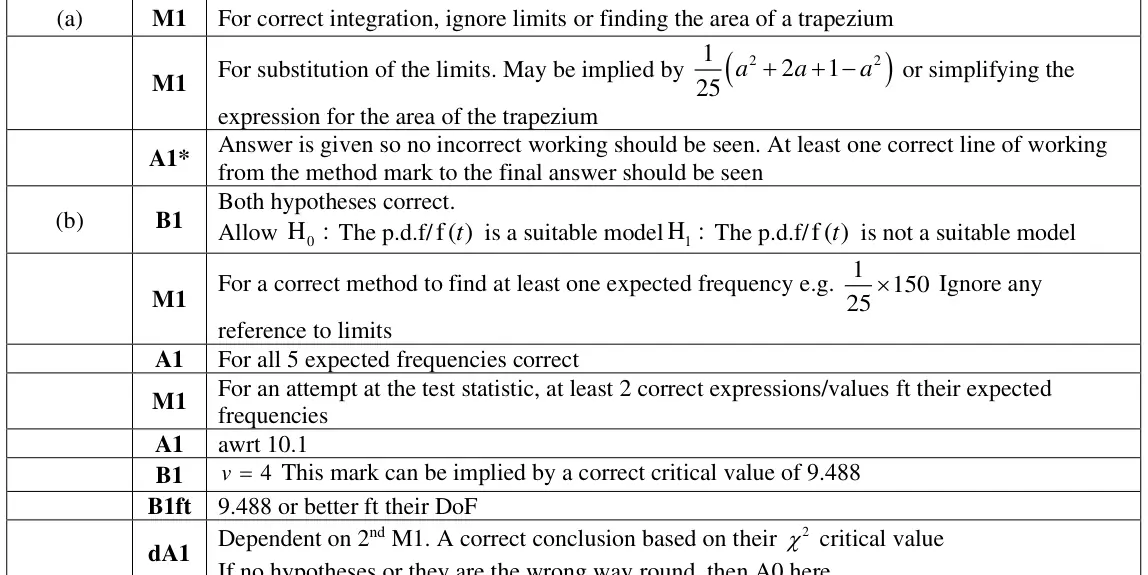 (a) M1 For correct integration, ignore limits or finding the area of a trapezium
M1 For substitution of the limits. May be implied by 1/25 (a² + 2a + 1 − a²) or simplifying the
expression for the area of the trapezium
A1* Answer is given so no incorrect working should be seen. At least one correct line of working
from the method mark to the final answer should be seen
(b) B1 Both hypotheses correct.
Allow H₀ : The p.d.f/ f (t) is a suitable model H₁ : The p.d.f/ f (t) is not a suitable model
M1 For a correct method to find at least one expected frequency e.g. 1/25 ×150 Ignore any
reference to limits
A1 For all 5 expected frequencies correct
M1 For an attempt at the test statistic, at least 2 correct expressions/values ft their expected
frequencies
A1 awrt 10.1
B1 ν = 4 This mark can be implied by a correct critical value of 9.488
B1ft 9.488 or better ft their DoF
dA1 Dependent on 2nd M1. A correct conclusion based on their χ² critical value
If no hypotheses or they are the wrong way round, then A0 here